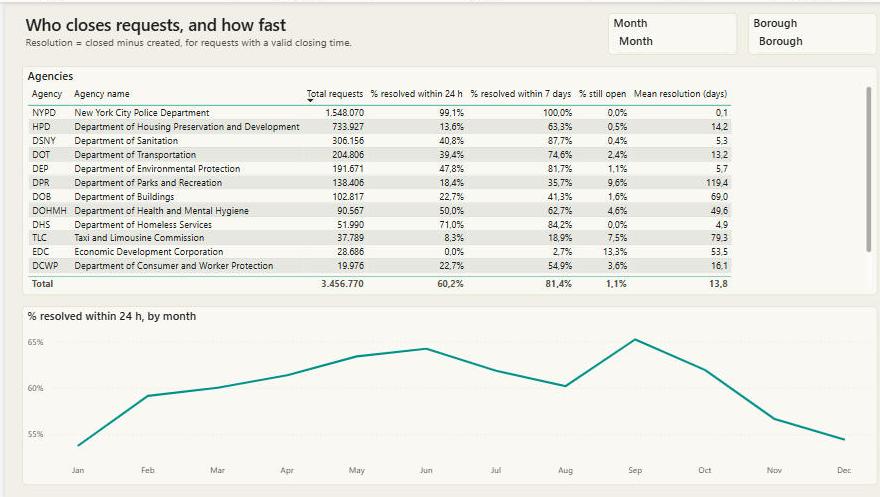 Who closes requests, and how fast
Resolution = closed minus created, for requests with a valid closing time.
Month
Month
Borough
Borough
Agencies
Agency Agency name Total requests % resolved within 24 h % resolved within 7 days % still open Mean resolution (days)
NYPD New York City Police Department 1.548.070 99,1% 100,0% 0,0% 0,1
HPD Department of Housing Preservation and Development 733.927 13,6% 63,3% 0,5% 14,2
DSNY Department of Sanitation 306.156 40,8% 87,7% 0,4% 5,3
DOT Department of Transportation 204.806 39,4% 74,6% 2,4% 13,2
DEP Department of Environmental Protection 191.671 47,8% 81,7% 1,1% 5,7
DPR Department of Parks and Recreation 138.406 18,4% 35,7% 9,6% 119,4
DOB Department of Buildings 102.817 22,7% 41,3% 1,6% 69,0
DOHMH Department of Health and Mental Hygiene 90.567 50,0% 62,7% 4,6% 49,6
DHS Department of Homeless Services 51.990 71,0% 84,2% 0,0% 4,9
TLC Taxi and Limousine Commission 37.789 8,3% 18,9% 7,5% 79,3
EDC Economic Development Corporation 28.686 0,0% 2,7% 13,3% 53,5
DCWP Department of Consumer and Worker Protection 19.976 22,7% 54,9% 3,6% 16,1
Total 3.456.770 60,2% 81,4% 1,1% 13,8
% resolved within 24 h, by month
65%
60%
55%
Jan Feb Mar Apr May Jun Jul Aug Sep Oct Nov Dec